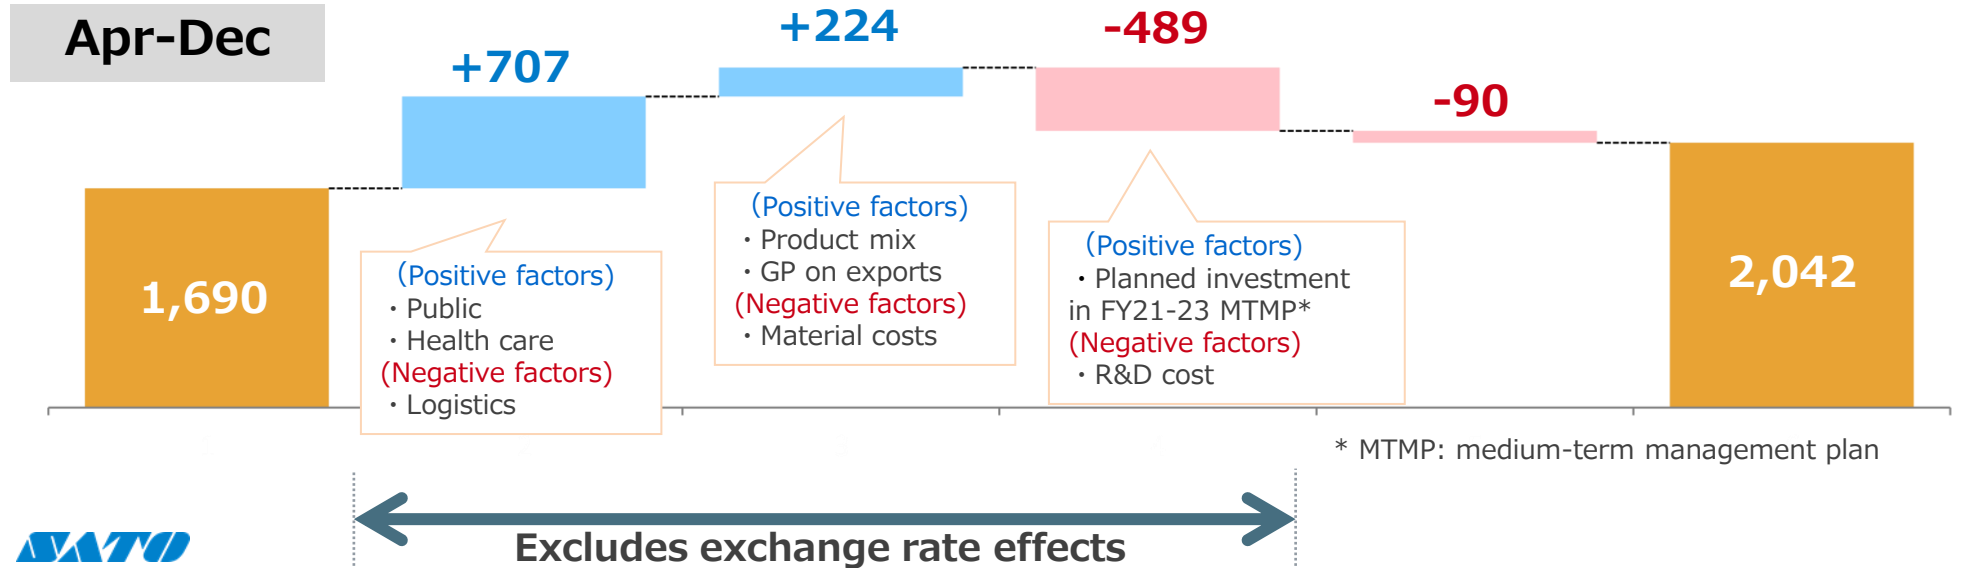 Apr-Dec
+707
+224
-489
-90
1,690
(Positive factors)
・Public
・Health care
(Negative factors)
・Logistics
(Positive factors)
・Product mix
・GP on exports
(Negative factors)
・Material costs
(Positive factors)
・Planned investment
in FY21-23 MTMP*
(Negative factors)
・R&D cost
2,042
* MTMP: medium-term management plan
Excludes exchange rate effects
SATO